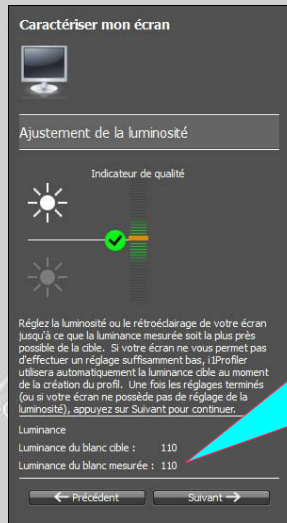 Caractériser mon écran
Ajustement de la luminosité
Indicateur de qualité
Réglez la luminosité ou le rétroéclairage de votre écran
jusqu'à ce que la luminance mesurée soit la plus près
possible de la cible. Si votre écran ne vous permet pas
d'effectuer un réglage suffisamment bas, i1Profiler
utilisera automatiquement la luminance cible au moment
de la création du profil. Une fois les réglages terminés
(ou si votre écran ne possède pas de réglage de la
luminosité), appuyez sur Suivant pour continuer.
Luminance
Luminance du blanc cible : 110
Luminance du blanc mesurée : 110
← Précédent Suivant →